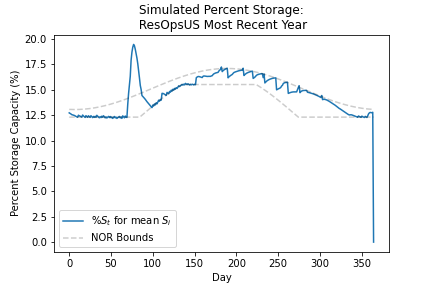 Simulated Percent Storage:
ResOpsUS Most Recent Year
Percent Storage Capacity (%)
20.0
17.5
15.0
12.5
10.0
7.5
5.0
2.5
0.0
%S_t for mean S_i
NOR Bounds
0
50
100
150
200
250
300
350
Day